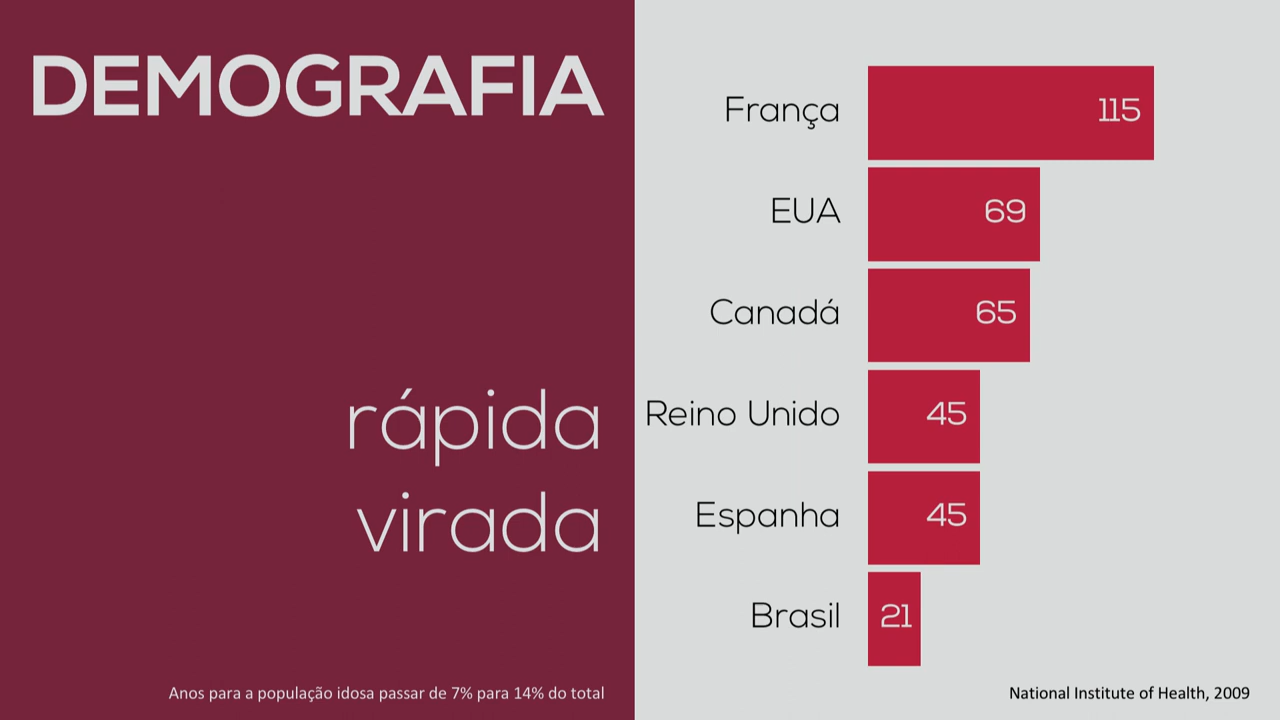 DEMOGRAFIA
rápida
virada
Anos para a população idosa passar de 7% para 14% do total
França 115
EUA 69
Canadá 65
Reino Unido 45
Espanha 45
Brasil 21
National Institute of Health, 2009